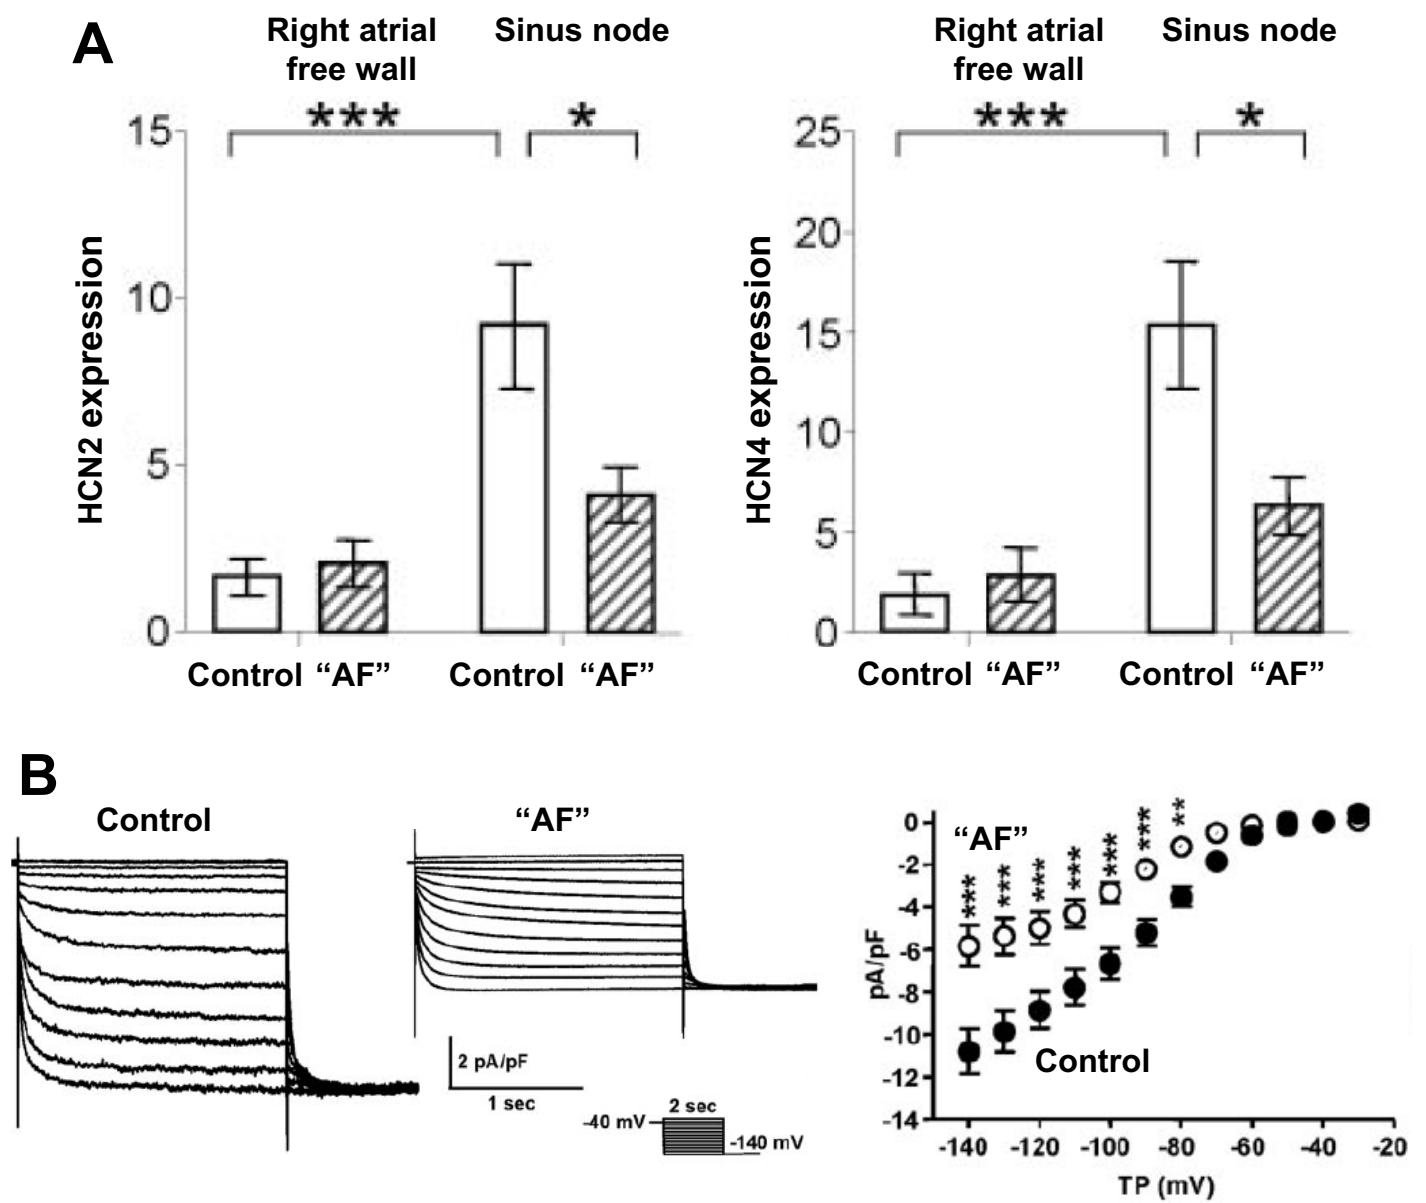 A
Right atrial
free wall
Sinus node
***
*
15
10
5
0
HCN2 expression
Control “AF”
Control “AF”
Right atrial
free wall
Sinus node
***
*
25
20
15
10
5
0
HCN4 expression
Control “AF”
Control “AF”
B
Control
“AF”
2 pA/pF
1 sec
-40 mV
2 sec
-140 mV
“AF”
***
***
***
***
***
***
**
Control
0
-2
-4
-6
-8
-10
-12
-14
pA/pF
-140 -120 -100 -80 -60 -40 -20
TP (mV)